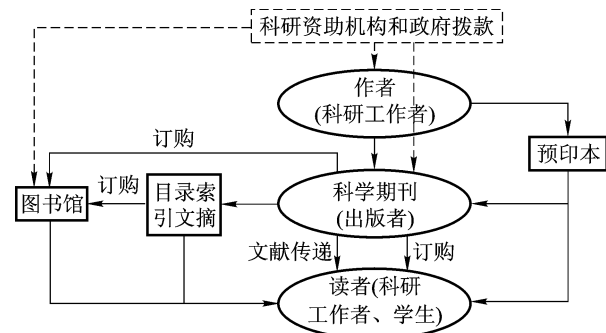 科研资助机构和政府拨款
作者
(科研工作者)
订购
预印本
订购
目录索
引文摘
图书馆
科学期刊
(出版者)
文献传递
订购
读者(科研
工作者、学生)